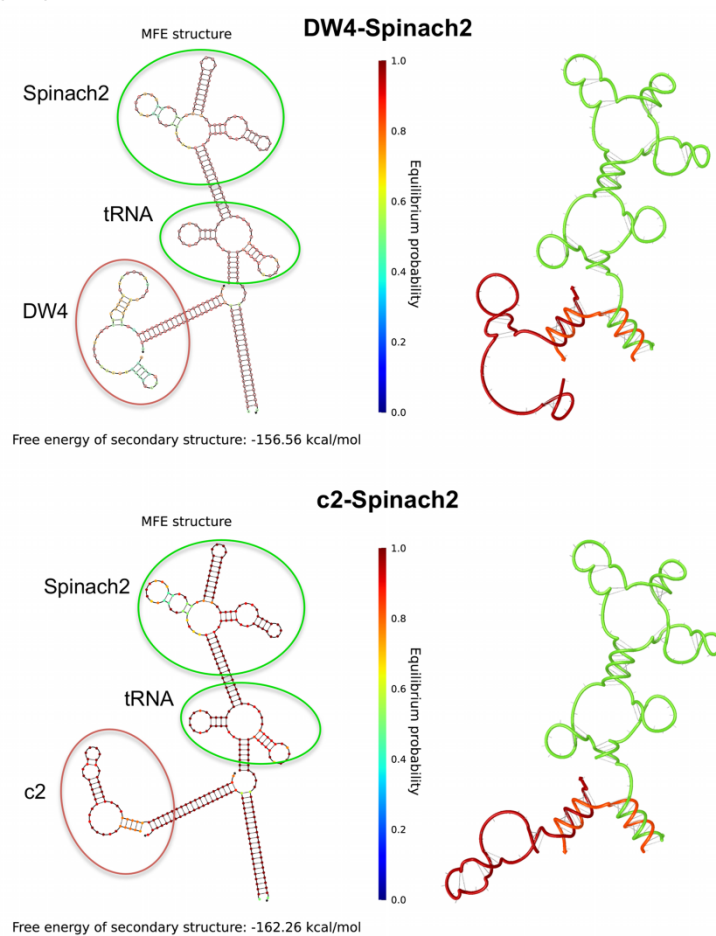 DW4-Spinach2
MFE structure
Spinach2
tRNA
DW4
1.0
0.8
0.6
0.4
0.2
0.0
Equilibrium probability
Free energy of secondary structure: -156.56 kcal/mol
c2-Spinach2
MFE structure
Spinach2
tRNA
c2
1.0
0.8
0.6
0.4
0.2
0.0
Equilibrium probability
Free energy of secondary structure: -162.26 kcal/mol